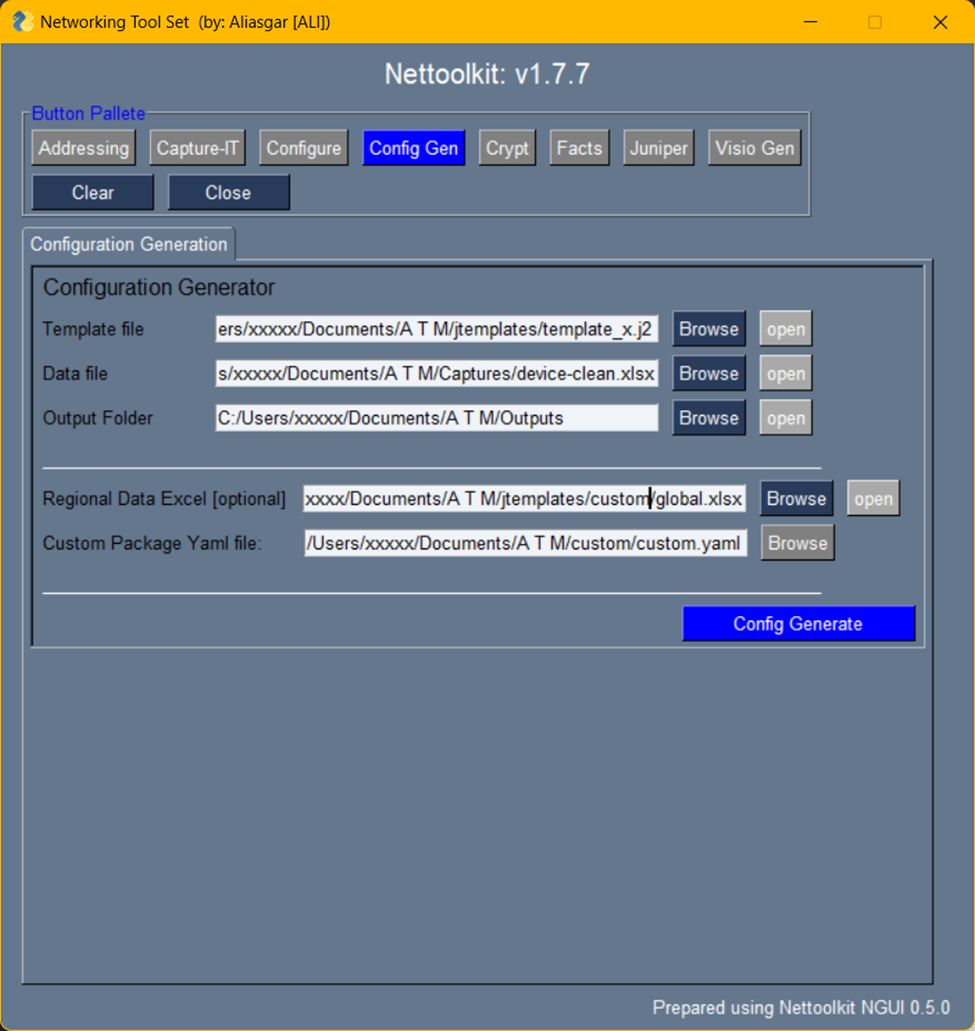 Networking Tool Set (by: Aliasgar [ALI])
Nettoolkit: v1.7.7
Button Pallete
Addressing Capture-IT Configure Config Gen Crypt Facts Juniper Visio Gen
Clear Close
Configuration Generation
Configuration Generator
Template file ers/xxxxx/Documents/A T M/jtemplates/template_x.j2 Browse open
Data file s/xxxxx/Documents/A T M/Captures/device-clean.xlsx Browse open
Output Folder C:/Users/xxxxx/Documents/A T M/Outputs Browse open
Regional Data Excel [optional] xxxx/Documents/A T M/jtemplates/custom/global.xlsx Browse open
Custom Package Yaml file: /Users/xxxxx/Documents/A T M/custom/custom.yaml Browse
Config Generate
Prepared using Nettoolkit NGUI 0.5.0